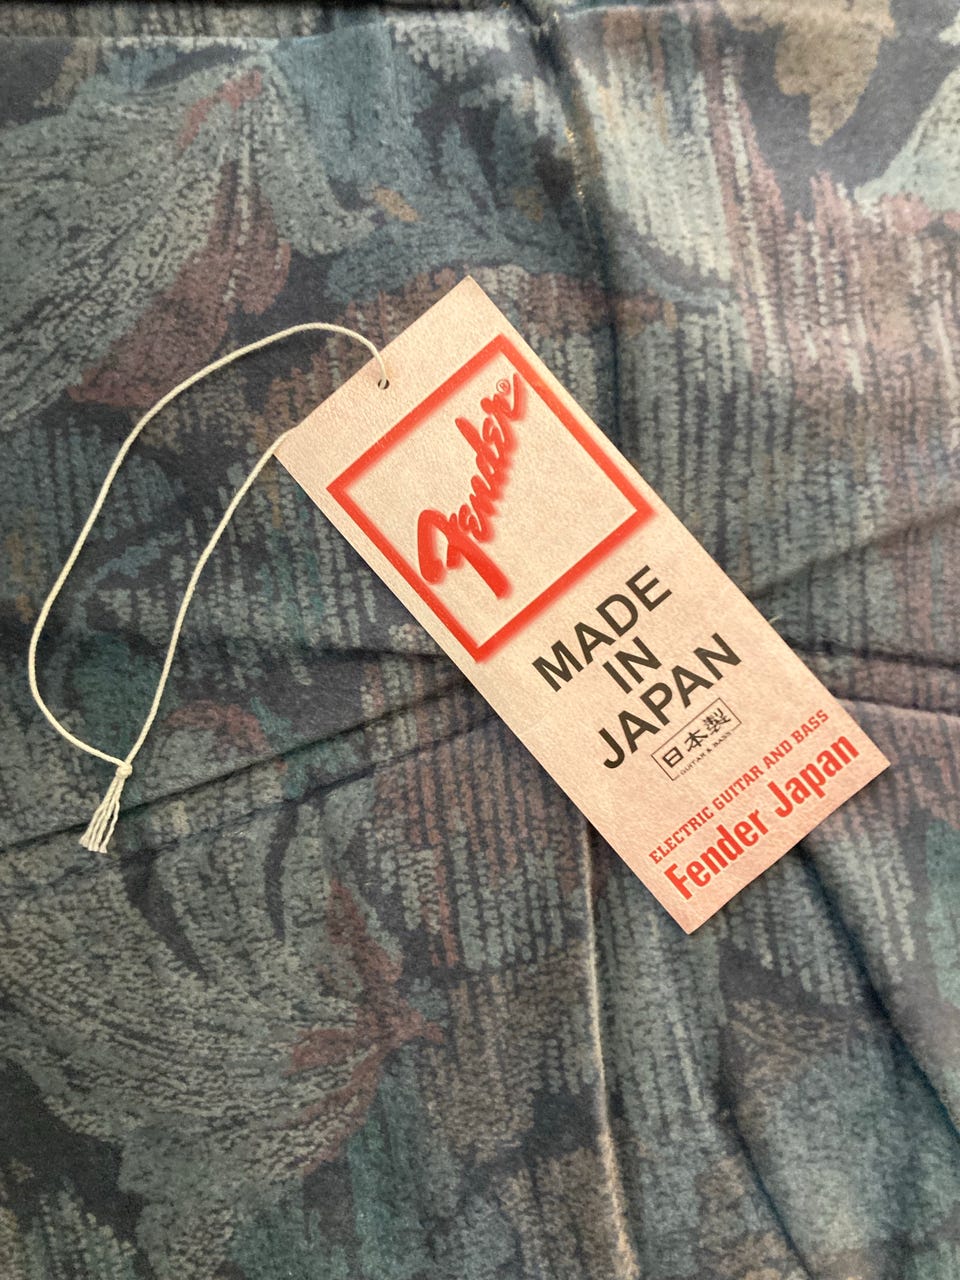 Fender®
MADE
IN
JAPAN
日本製
GUITAR & BASS
ELECTRIC GUITAR AND BASS
Fender Japan